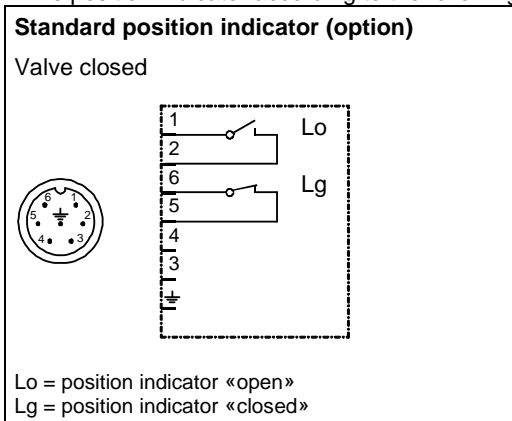 Standard position indicator (option)
Valve closed
1
Lo
2
6
Lg
5
4
3
6 1
5 2
4 3
Lo = position indicator «open»
Lg = position indicator «closed»